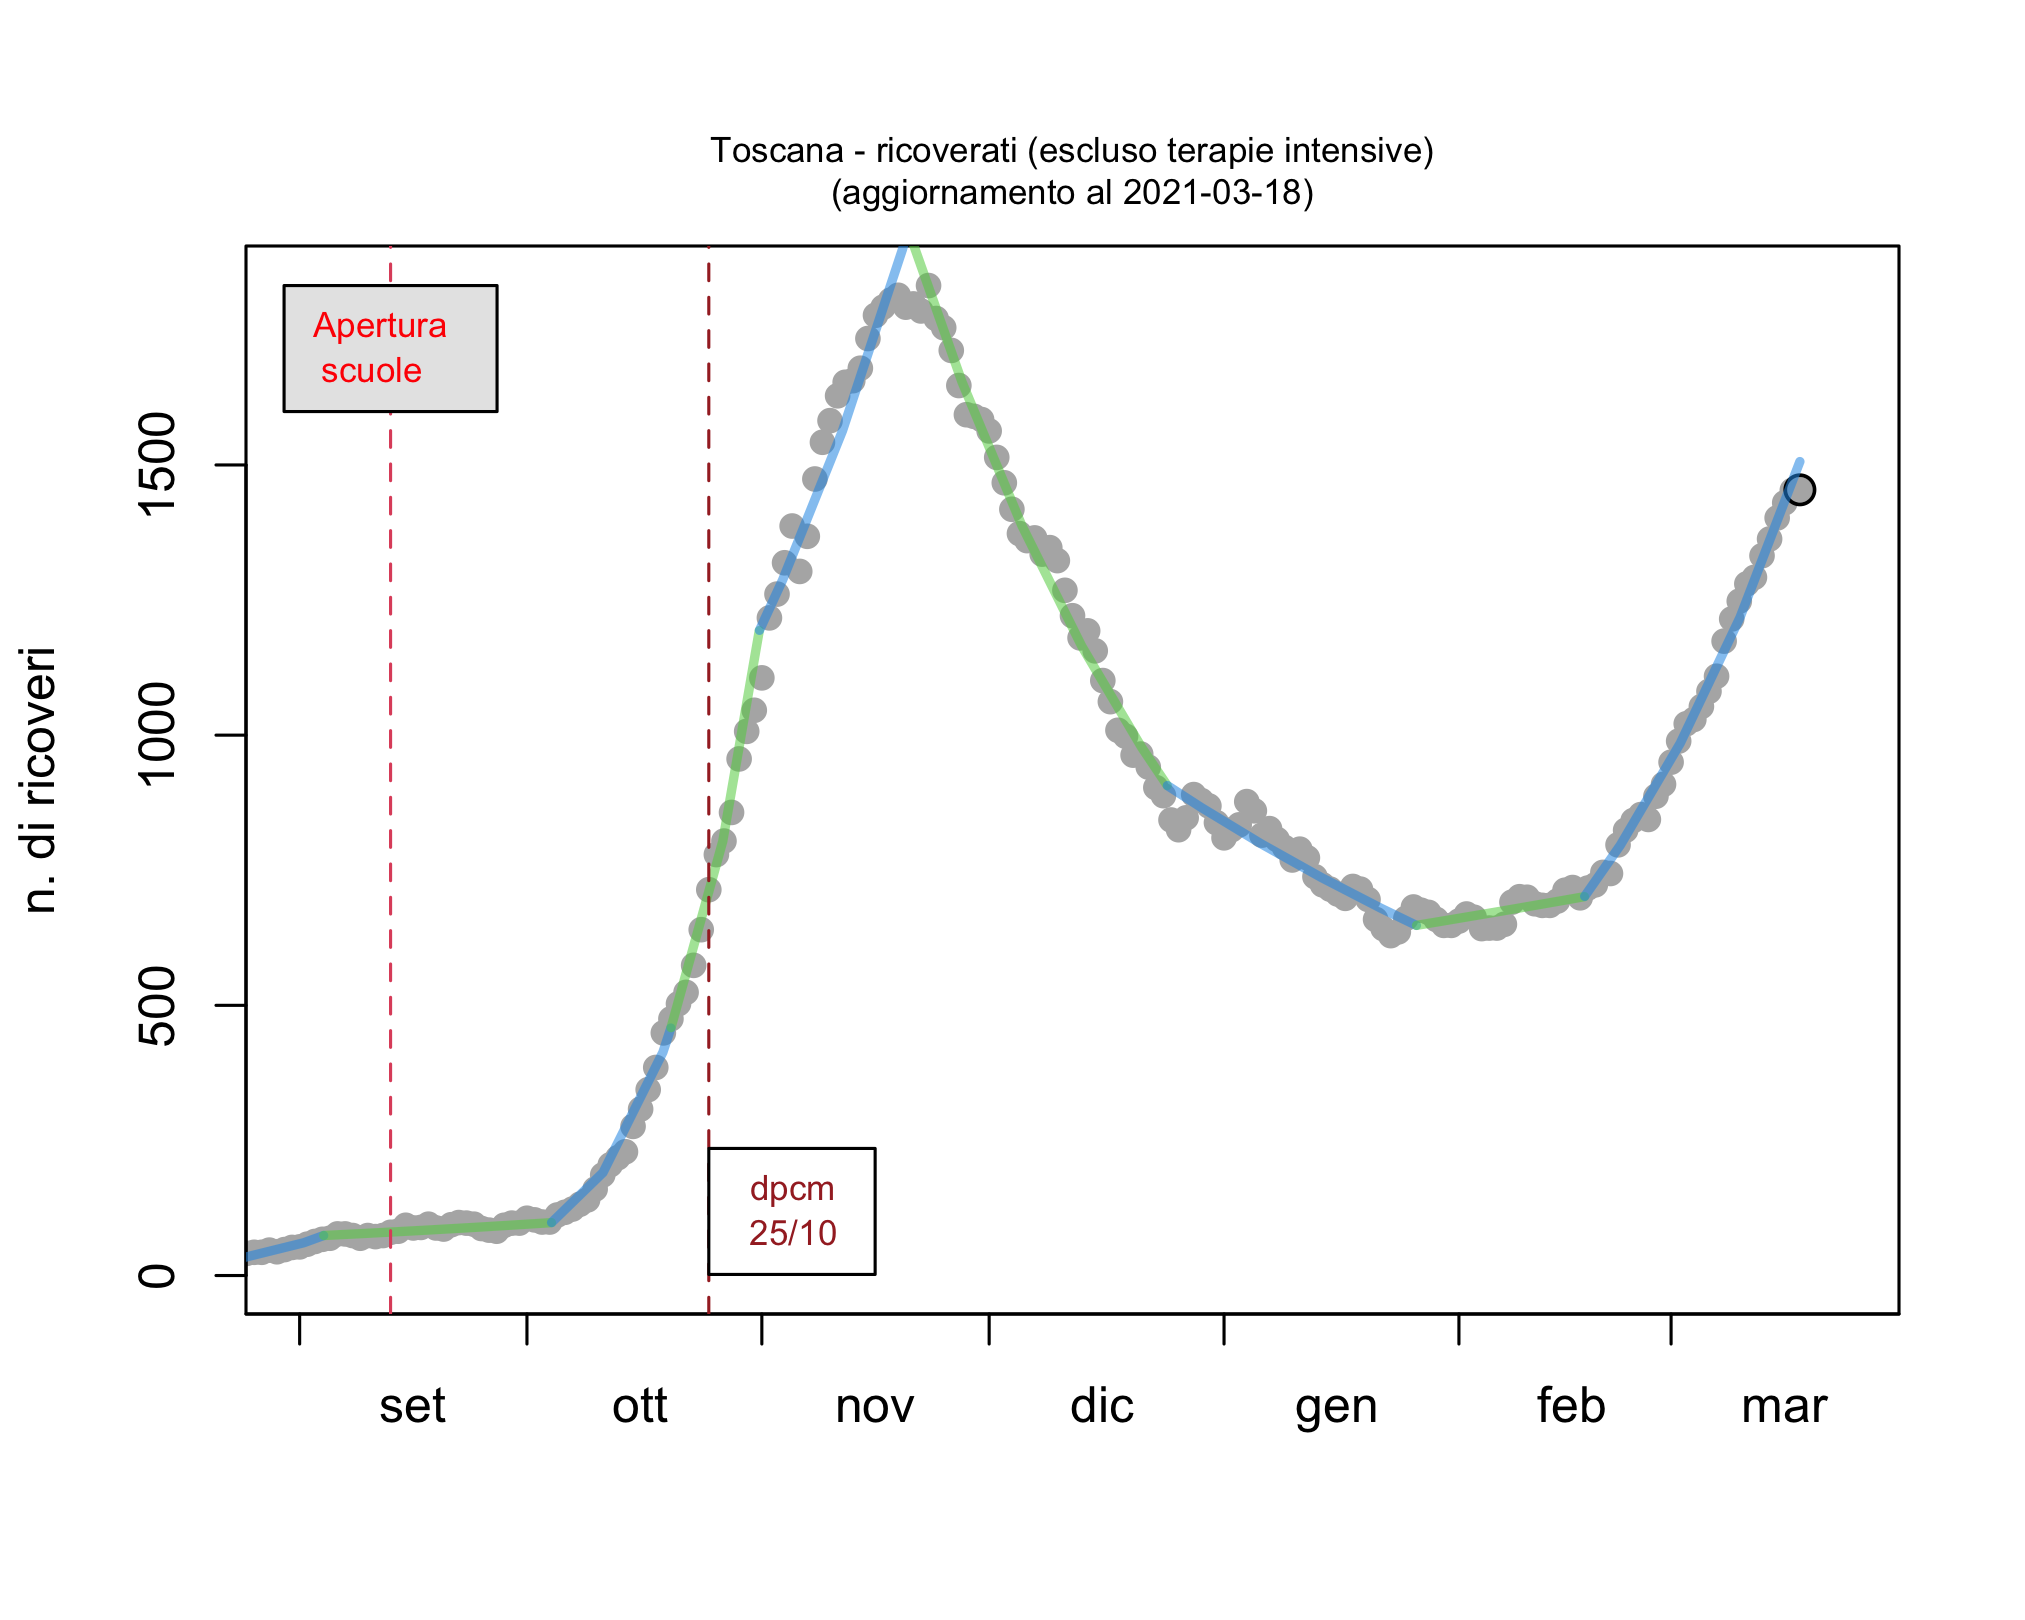 Toscana - ricoverati (escluso terapie intensive)
(aggiornamento al 2021-03-18)
Apertura
scuole
n. di ricoveri
1500
1000
500
0
dpcm
25/10
set ott nov dic gen feb mar